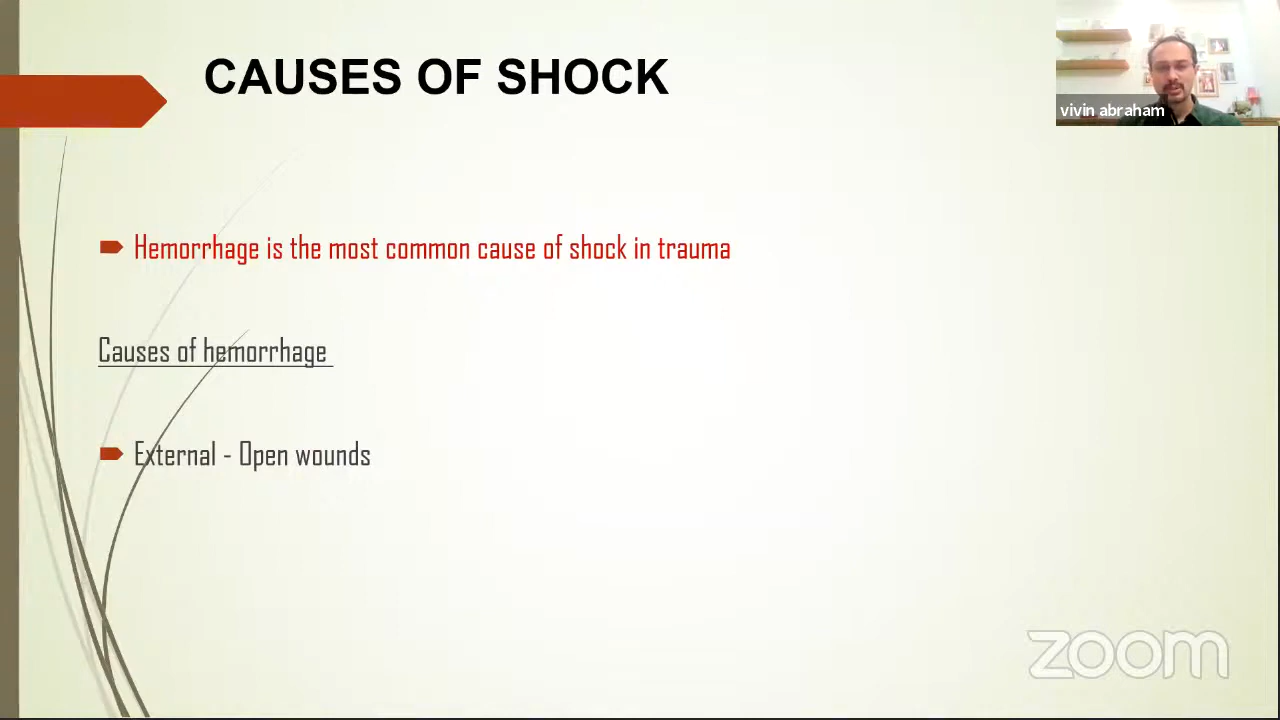 CAUSES OF SHOCK
vivin abraham
Hemorrhage is the most common cause of shock in trauma
Causes of hemorrhage
External - Open wounds
zoom